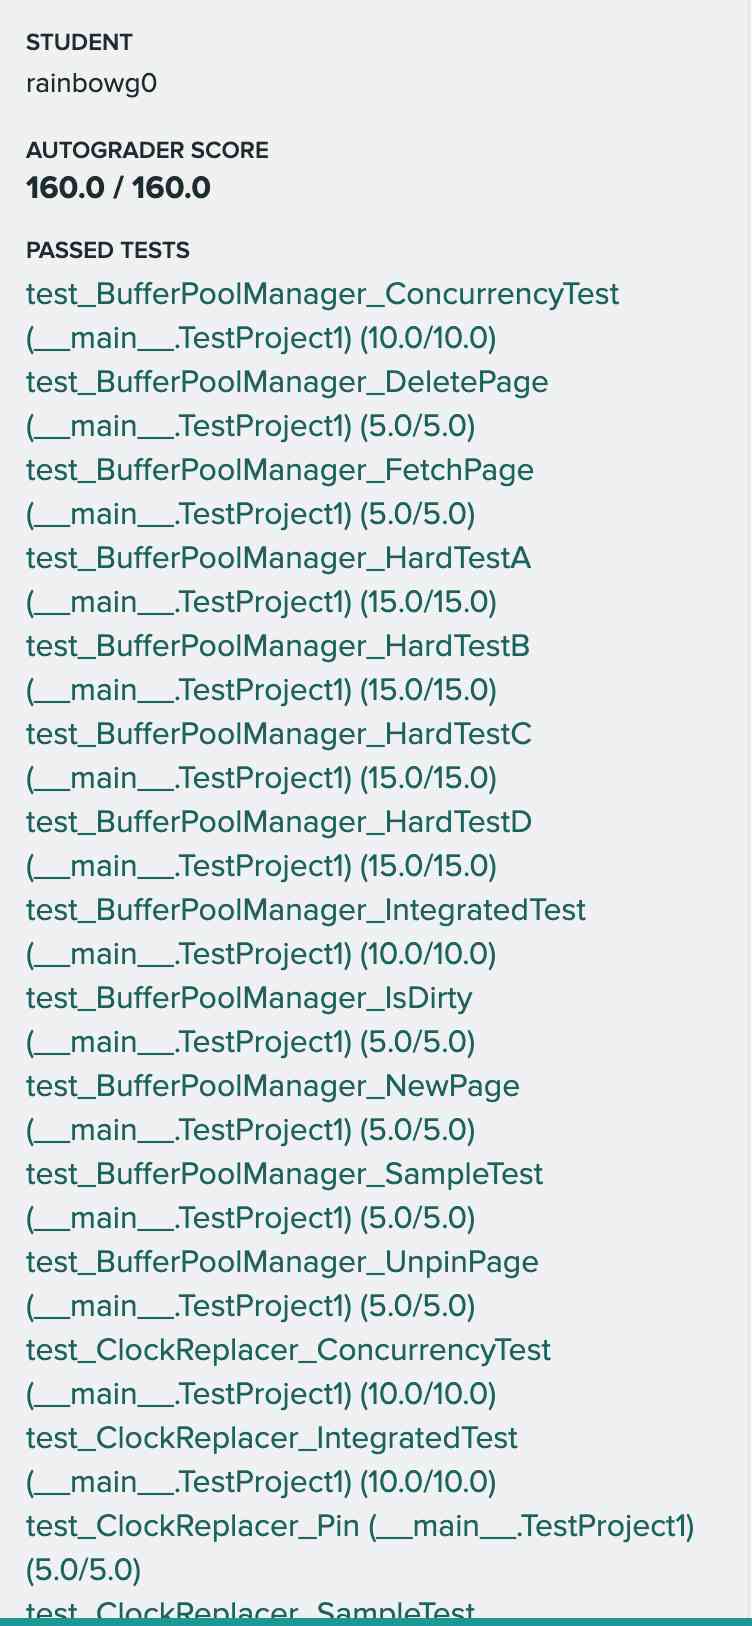 STUDENT
rainbowg0
AUTOGRADER SCORE
160.0 / 160.0
PASSED TESTS
test_BufferPoolManager_ConcurrencyTest
(__main__.TestProject1) (10.0/10.0)
test_BufferPoolManager_DeletePage
(__main__.TestProject1) (5.0/5.0)
test_BufferPoolManager_FetchPage
(__main__.TestProject1) (5.0/5.0)
test_BufferPoolManager_HardTestA
(__main__.TestProject1) (15.0/15.0)
test_BufferPoolManager_HardTestB
(__main__.TestProject1) (15.0/15.0)
test_BufferPoolManager_HardTestC
(__main__.TestProject1) (15.0/15.0)
test_BufferPoolManager_HardTestD
(__main__.TestProject1) (15.0/15.0)
test_BufferPoolManager_IntegratedTest
(__main__.TestProject1) (10.0/10.0)
test_BufferPoolManager_IsDirty
(__main__.TestProject1) (5.0/5.0)
test_BufferPoolManager_NewPage
(__main__.TestProject1) (5.0/5.0)
test_BufferPoolManager_SampleTest
(__main__.TestProject1) (5.0/5.0)
test_BufferPoolManager_UnpinPage
(__main__.TestProject1) (5.0/5.0)
test_ClockReplacer_ConcurrencyTest
(__main__.TestProject1) (10.0/10.0)
test_ClockReplacer_IntegratedTest
(__main__.TestProject1) (10.0/10.0)
test_ClockReplacer_Pin (__main__.TestProject1)
(5.0/5.0)
test_ClockReplacer_SampleTest